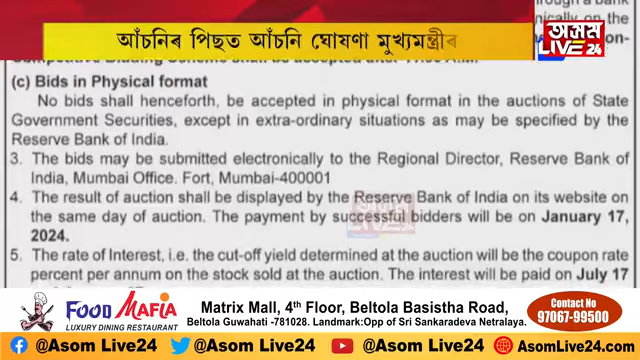 through a bank
আঁচনিৰ পিছত আঁচনি ঘোষণা মুখ্যমন্ত্ৰীৰ
অসম
LIVE 24
(c) Bids in Physical format
No bids shall henceforth, be accepted in physical format in the auctions of State
Government Securities, except in extra-ordinary situations as may be specified by the
Reserve Bank of India.
3. The bids may be submitted electronically to the Regional Director, Reserve Bank of
India, Mumbai Office. Fort, Mumbai-400001
4. The result of auction shall be displayed by the Reserve Bank of India on its website on
the same day of auction. The payment by successful bidders will be on January 17,
2024.
5. The rate of Interest, i.e. the cut-off yield determined at the auction will be the coupon rate
percent per annum on the stock sold at the auction. The interest will be paid on July 17
FOOD MAFIA
LUXURY DINING RESTAURANT
Matrix Mall, 4th Floor, Beltola Basistha Road,
Beltola Guwahati -781028. Landmark:Opp of Sri Sankaradeva Netralaya.
Contact No
97067-99500
@Asom Live24 @AsomLive24 @Asom Live24 @AsomLive24.com